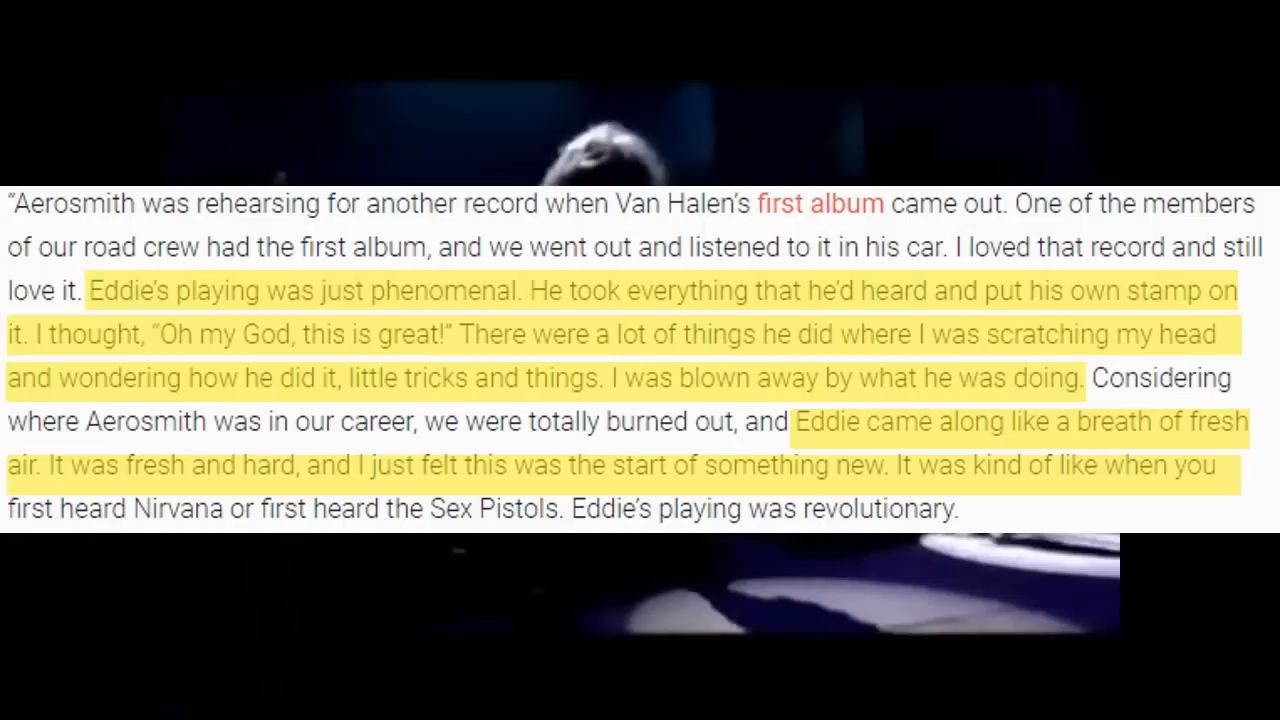 “Aerosmith was rehearsing for another record when Van Halen’s first album came out. One of the members
of our road crew had the first album, and we went out and listened to it in his car. I loved that record and still
love it. Eddie’s playing was just phenomenal. He took everything that he’d heard and put his own stamp on
it. I thought, “Oh my God, this is great!” There were a lot of things he did where I was scratching my head
and wondering how he did it, little tricks and things. I was blown away by what he was doing. Considering
where Aerosmith was in our career, we were totally burned out, and Eddie came along like a breath of fresh
air. It was fresh and hard, and I just felt this was the start of something new. It was kind of like when you
first heard Nirvana or first heard the Sex Pistols. Eddie’s playing was revolutionary.